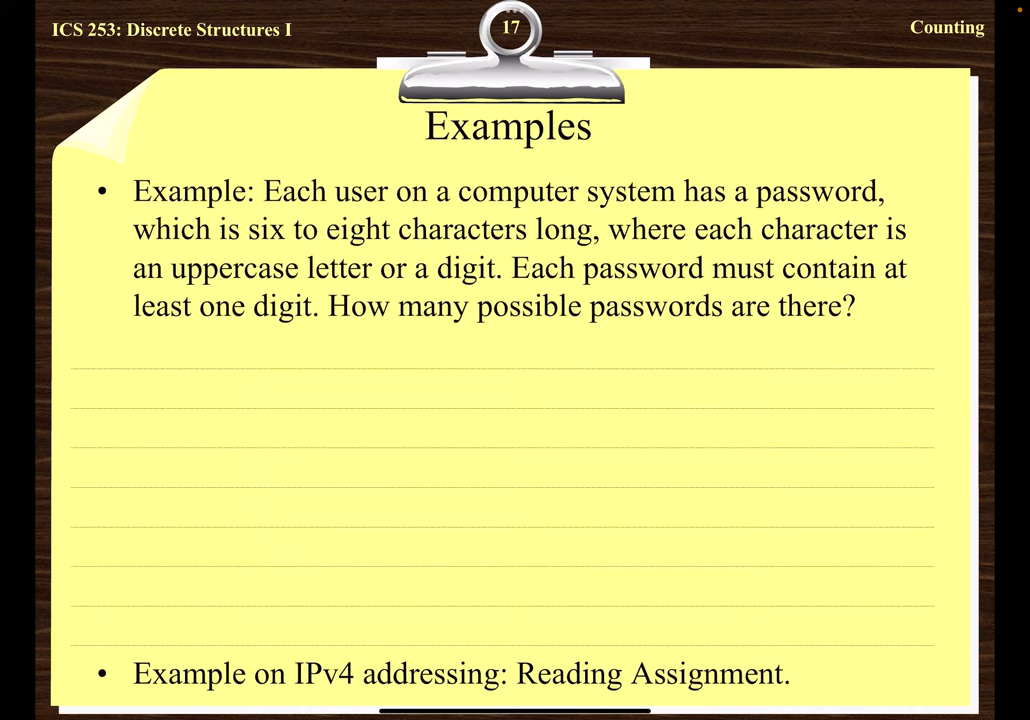 ICS 253: Discrete Structures I
17
Counting
Examples
• Example: Each user on a computer system has a password,
which is six to eight characters long, where each character is
an uppercase letter or a digit. Each password must contain at
least one digit. How many possible passwords are there?
• Example on IPv4 addressing: Reading Assignment.